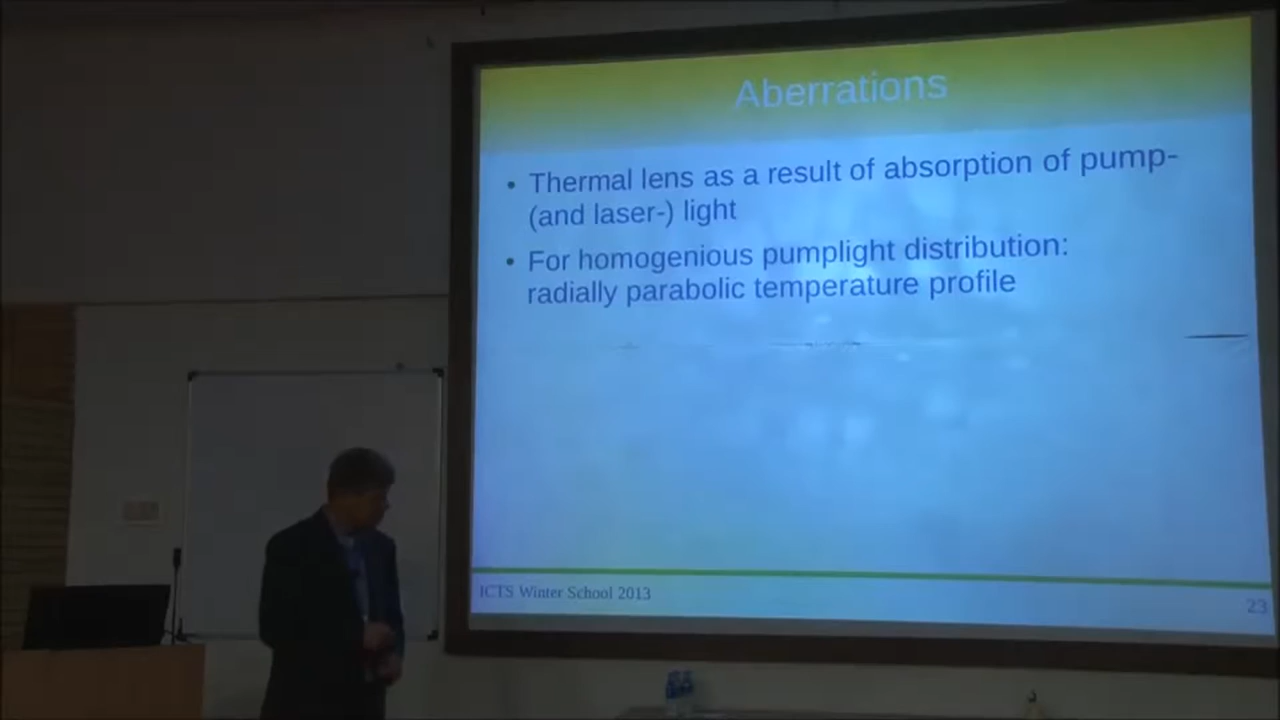 Aberrations
• Thermal lens as a result of absorption of pump-
(and laser-) light
• For homogenious pumplight distribution:
radially parabolic temperature profile
ICTS Winter School 2013
23